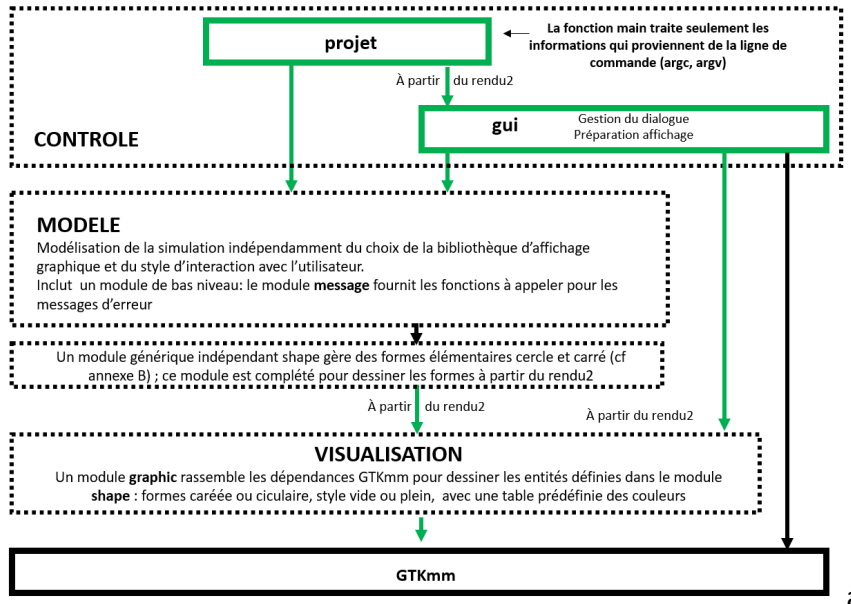 projet
La fonction main traite seulement les
informations qui proviennent de la ligne de
commande (argc, argv)
À partir du rendu2
gui
Gestion du dialogue
Préparation affichage
CONTROLE
MODELE
Modélisation de la simulation indépendamment du choix de la bibliothèque d'affichage
graphique et du style d'interaction avec l'utilisateur.
Inclut un module de bas niveau: le module message fournit les fonctions à appeler pour les
messages d'erreur
Un module générique indépendant shape gère des formes élémentaires cercle et carré (cf
annexe B) ; ce module est complété pour dessiner les formes à partir du rendu2
À partir du rendu2
À partir du rendu2
VISUALISATION
Un module graphic rassemble les dépendances GTKmm pour dessiner les entités définies dans le module
shape : formes caréée ou ciculaire, style vide ou plein, avec une table prédéfinie des couleurs
GTKmm